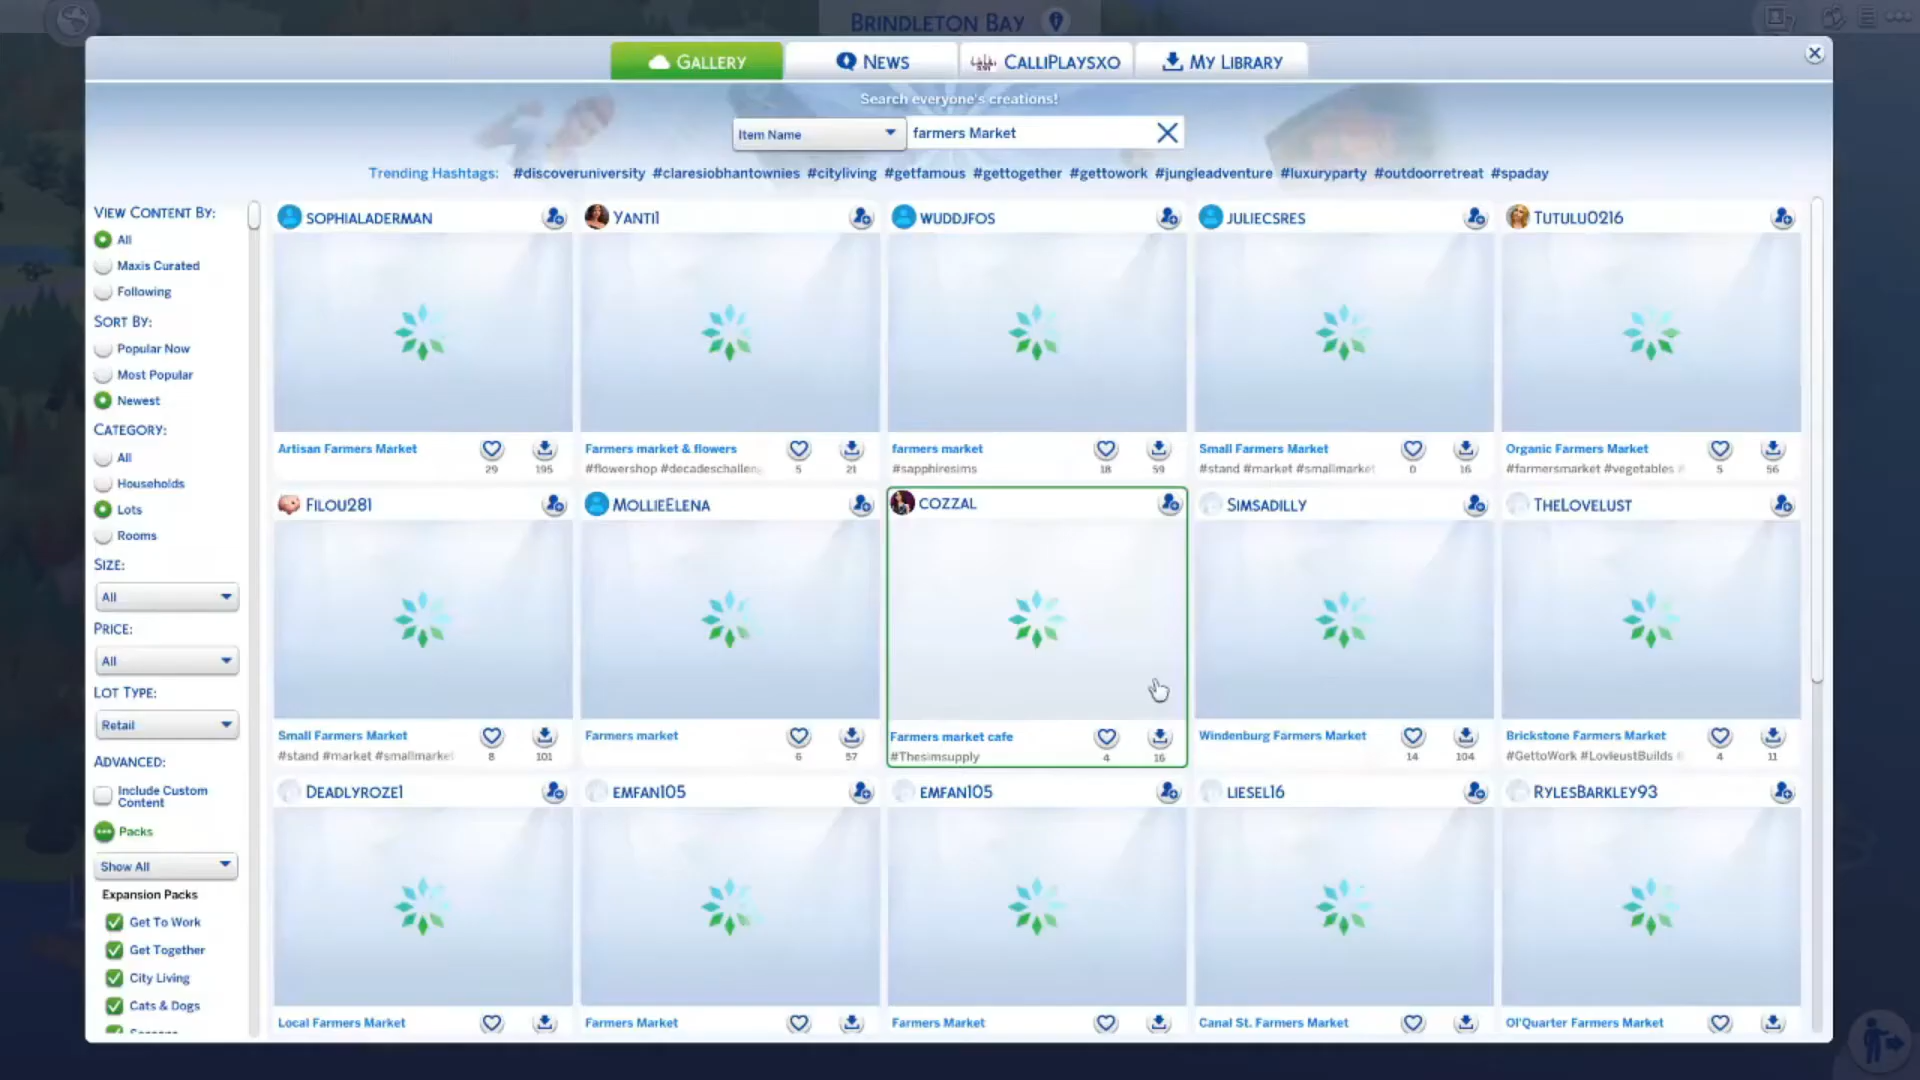 BRINDLETON BAY
GALLERY
NEWS
CALLIPLAYSXO
MY LIBRARY
Search everyone's creations!
Item Name
farmers Market
Trending Hashtags: #discoveruniversity #claresiobhantownies #cityliving #getfamous #gettogether #gettowork #jungleadventure #luxuryparty #outdoorretreat #spaday
VIEW CONTENT BY:
All
Maxis Curated
Following
SORT BY:
Popular Now
Most Popular
Newest
CATEGORY:
All
Households
Lots
Rooms
SIZE:
All
PRICE:
All
LOT TYPE:
Retail
ADVANCED:
Include Custom
Content
Packs
Show All
Expansion Packs
Get To Work
Get Together
City Living
Cats & Dogs
SOPHIALADERMAN
YANTI1
WUDDJFOS
JULIECSRES
TUTULU0216
Artisan Farmers Market
29 195
Farmers market & flowers
#flowershop #decadeschalleng
5 21
farmers market
#sapphiresims
18 59
Small Farmers Market
#stand #market #smallmarket
0 16
Organic Farmers Market
#farmersmarket #vegetables #
5 56
FILOU281
MOLLIEELENA
COZZAL
SIMSADILLY
THELOVELUST
Small Farmers Market
#stand #market #smallmarket
8 101
Farmers market
6 57
Farmers market cafe
#Thesimsupply
4 16
Windenburg Farmers Market
14 104
Brickstone Farmers Market
#GettoWork #LovleustBuilds #
4 11
DEADLYROZE1
EMFAN105
EMFAN105
LIESEL16
RYLESBARKLEY93
Local Farmers Market
Farmers Market
Farmers Market
Canal St. Farmers Market
Ol'Quarter Farmers Market